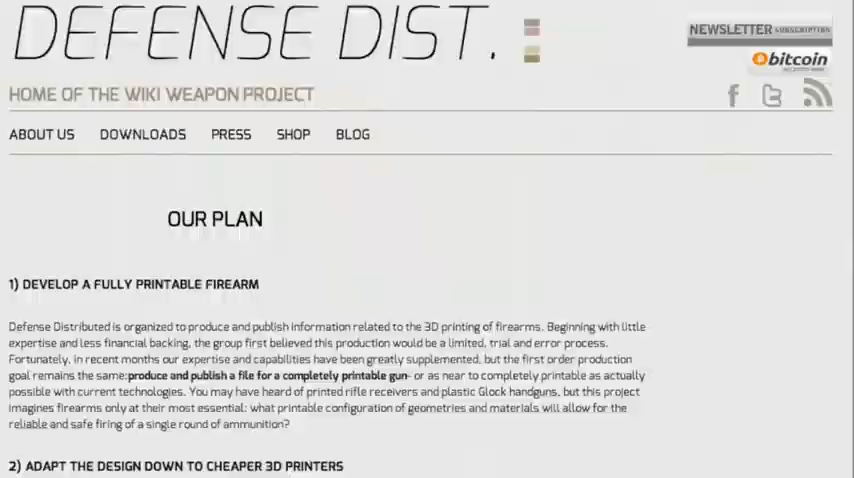 DEFENSE DIST.
NEWSLETTER SUBSCRIPTION
bitcoin
HOME OF THE WIKI WEAPON PROJECT
ABOUT US DOWNLOADS PRESS SHOP BLOG
OUR PLAN
1) DEVELOP A FULLY PRINTABLE FIREARM
Defense Distributed is organized to produce and publish information related to the 3D printing of firearms. Beginning with little
expertise and less financial backing, the group first believed this production would be a limited, trial and error process.
Fortunately, in recent months our expertise and capabilities have been greatly supplemented, but the first order production
goal remains the same:produce and publish a file for a completely printable gun- or as near to completely printable as actually
possible with current technologies. You may have heard of printed rifle receivers and plastic Glock handguns, but this project
imagines firearms only at their most essential: what printable configuration of geometries and materials will allow for the
reliable and safe firing of a single round of ammunition?
2) ADAPT THE DESIGN DOWN TO CHEAPER 3D PRINTERS